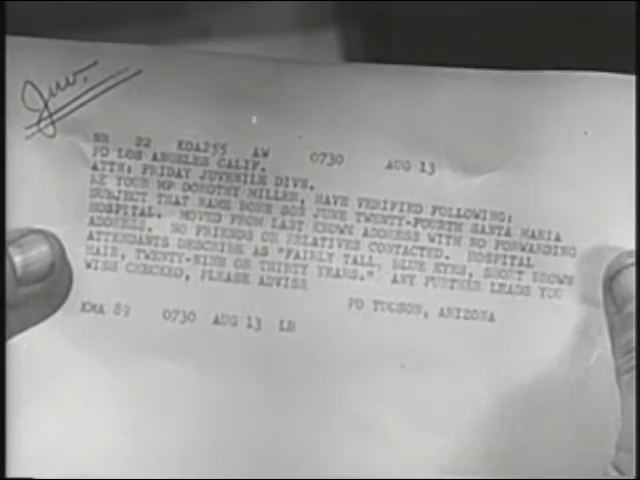 Juv.
NR 22 KDA255 AW 0730 AUG 13
PD LOS ANGELES CALIF.
ATTN: FRIDAY JUVENILE DIVN.
RE YOUR MP DOROTHY MILLER, HAVE VERIFIED FOLLOWING:
SUBJECT THAT NAME BORE SON JUNE TWENTY-FOURTH SANTA MARIA
HOSPITAL. MOVED FROM LAST KNOWN ADDRESS WITH NO FORWARDING
ADDRESS. NO FRIENDS OR RELATIVES CONTACTED. HOSPITAL
ATTENDANTS DESCRIBE AS "FAIRLY TALL, BLUE EYES, SHORT BROWN
HAIR, TWENTY-NINE OR THIRTY YEARS." ANY FURTHER LEADS YOU
WISH CHECKED, PLEASE ADVISE
PD TUCSON, ARIZONA
KMA 89 0730 AUG 13 LB